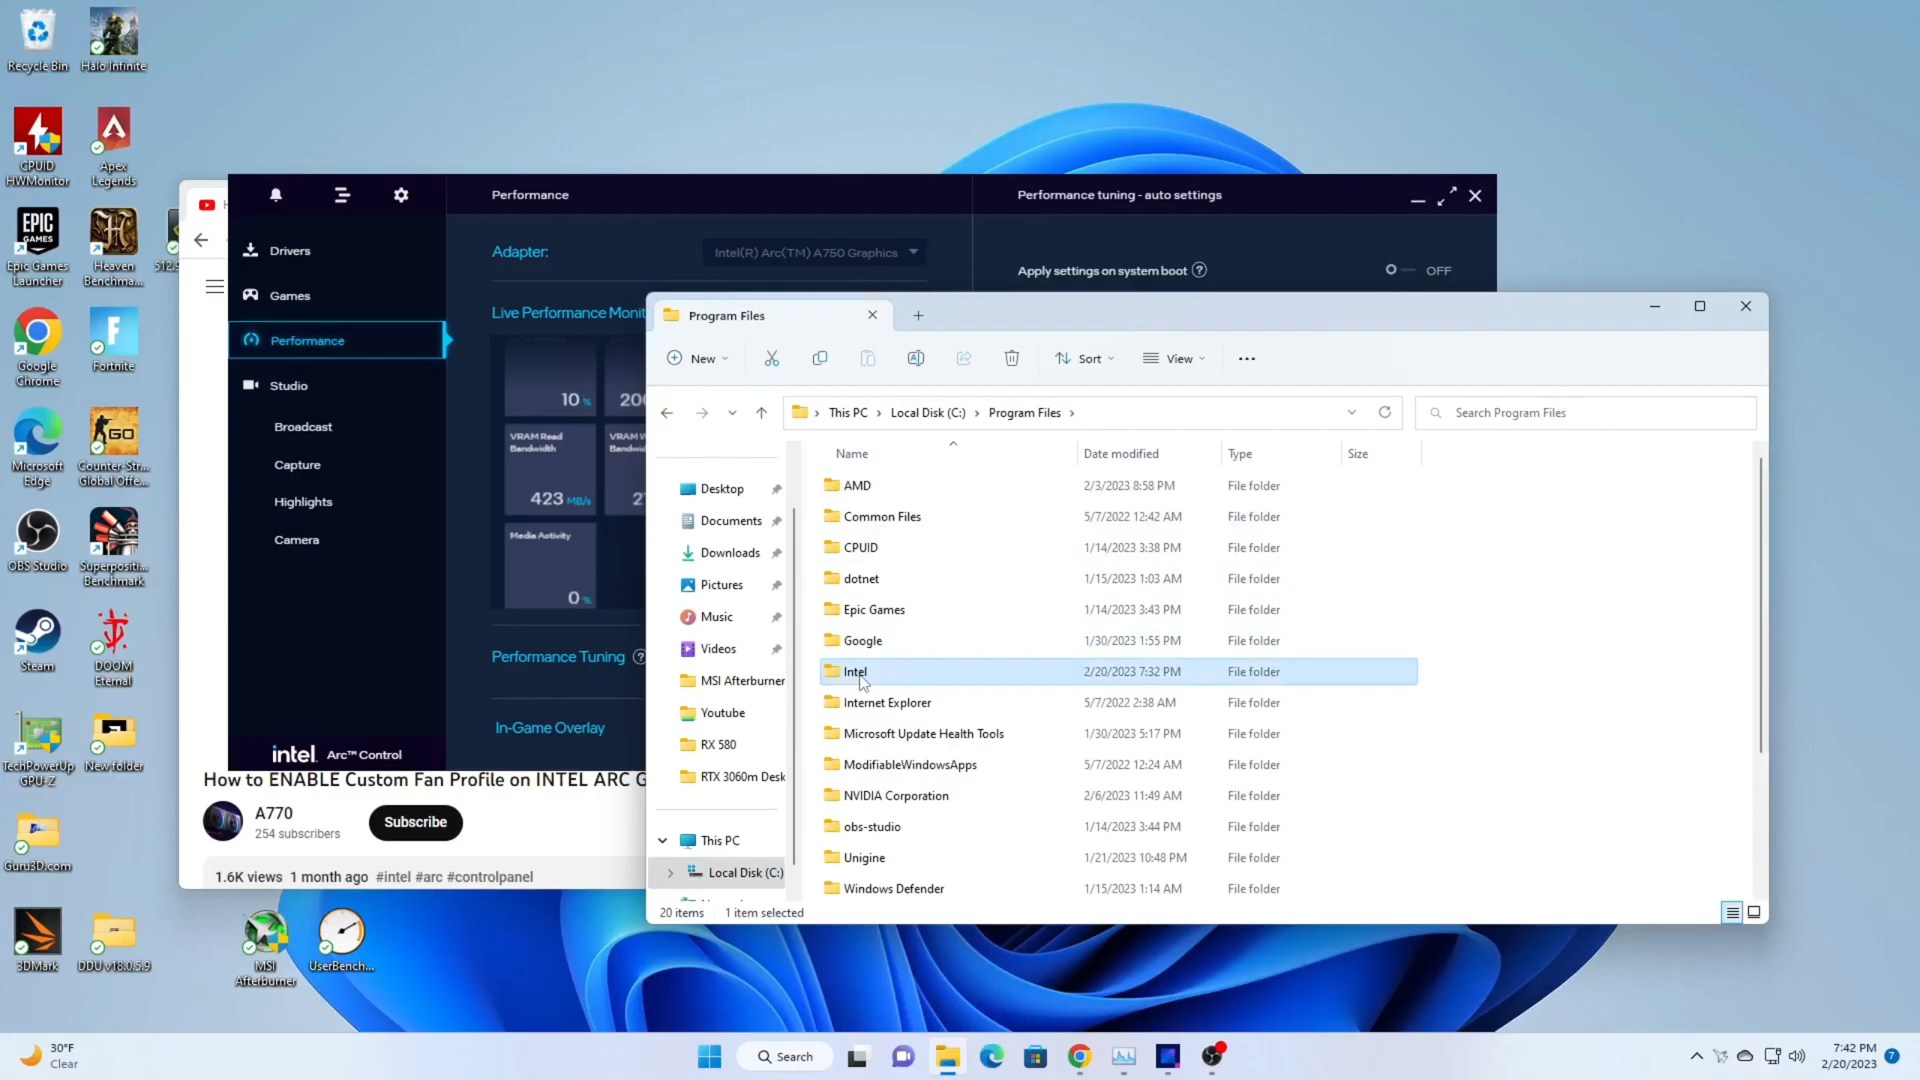 Recycle Bin
Halo Infinite
CPUID
HWMonitor
Apex
Legends
EPIC
GAMES
Epic Games
Launcher
Heaven
Benchma...
512.9
Google
Chrome
Fortnite
Microsoft
Edge
GO
Counter-Str...
Global Offe...
OBS Studio
Superpositi...
Benchmark
Steam
DOOM
Eternal
TechPowerUp
GPU-Z
New folder
Guru3D.com
3DMark
DDU v18.0.5.9
MSI
Afterburner
UserBench...
Performance
Performance tuning - auto settings
Drivers
Games
Performance
Studio
Broadcast
Capture
Highlights
Camera
intel. Arc™ Control
Adapter:
Intel(R) Arc(TM) A750 Graphics
Apply settings on system boot ?
OFF
Live Performance Monit
10 %
200
VRAM Read
Bandwidth
423 MB/s
VRAM W
Bandwid
Media Activity
0 %
Performance Tuning ?
In-Game Overlay
How to ENABLE Custom Fan Profile on INTEL ARC G
A770
254 subscribers
Subscribe
1.6K views 1 month ago #intel #arc #controlpanel
Program Files
New
Sort
View
This PC > Local Disk (C:) > Program Files >
Search Program Files
Desktop
Documents
Downloads
Pictures
Music
Videos
MSI Afterburner
Youtube
RX 580
RTX 3060m Desk
This PC
Local Disk (C:)
Name Date modified Type Size
AMD 2/3/2023 8:58 PM File folder
Common Files 5/7/2022 12:42 AM File folder
CPUID 1/14/2023 3:38 PM File folder
dotnet 1/15/2023 1:03 AM File folder
Epic Games 1/14/2023 3:43 PM File folder
Google 1/30/2023 1:55 PM File folder
Intel 2/20/2023 7:32 PM File folder
Internet Explorer 5/7/2022 2:38 AM File folder
Microsoft Update Health Tools 1/30/2023 5:17 PM File folder
ModifiableWindowsApps 5/7/2022 12:24 AM File folder
NVIDIA Corporation 2/6/2023 11:49 AM File folder
obs-studio 1/14/2023 3:44 PM File folder
Unigine 1/21/2023 10:48 PM File folder
Windows Defender 1/15/2023 1:14 AM File folder
20 items 1 item selected
30°F
Clear
Search
7:42 PM
2/20/2023
7